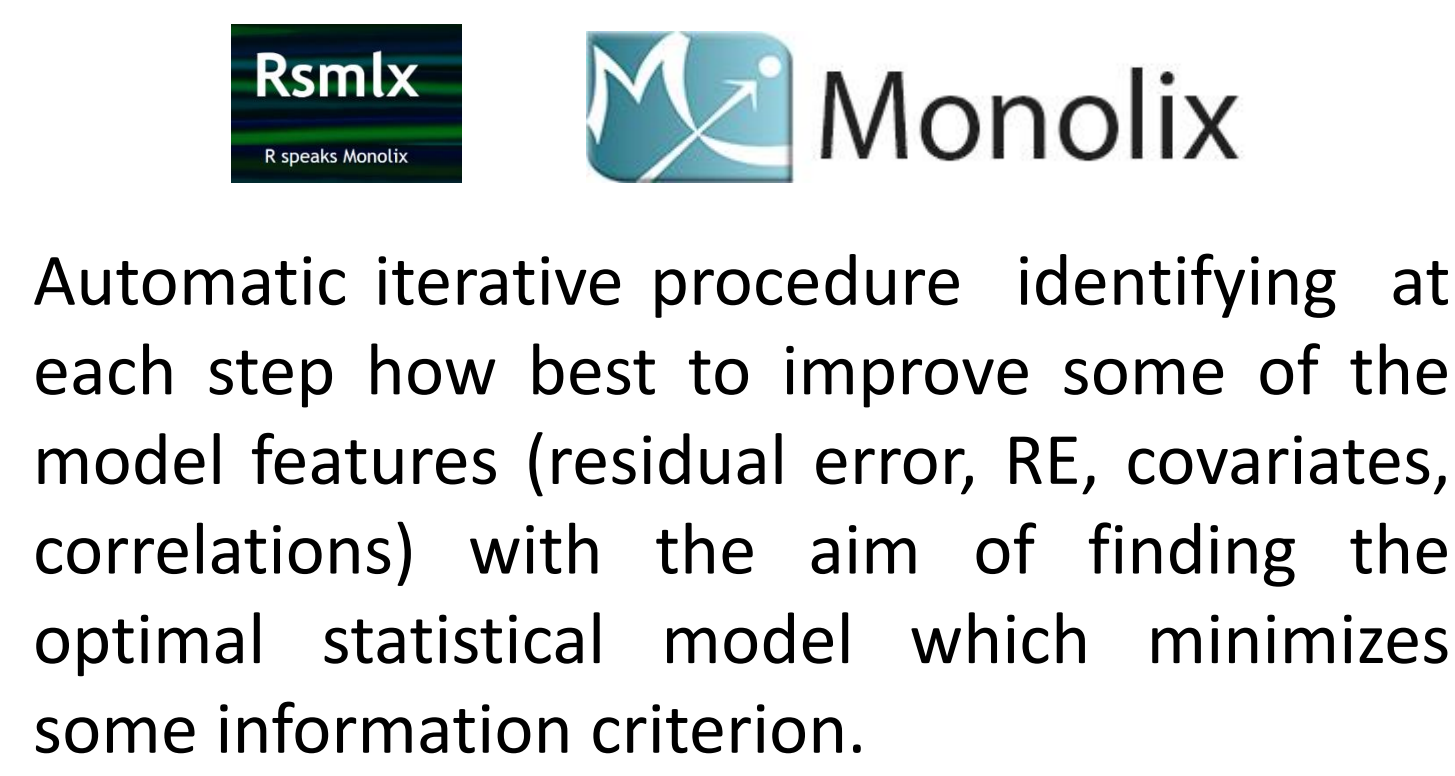 Rsmlx
R speaks Monolix
Monolix
Automatic iterative procedure identifying at
each step how best to improve some of the
model features (residual error, RE, covariates,
correlations) with the aim of finding the
optimal statistical model which minimizes
some information criterion.